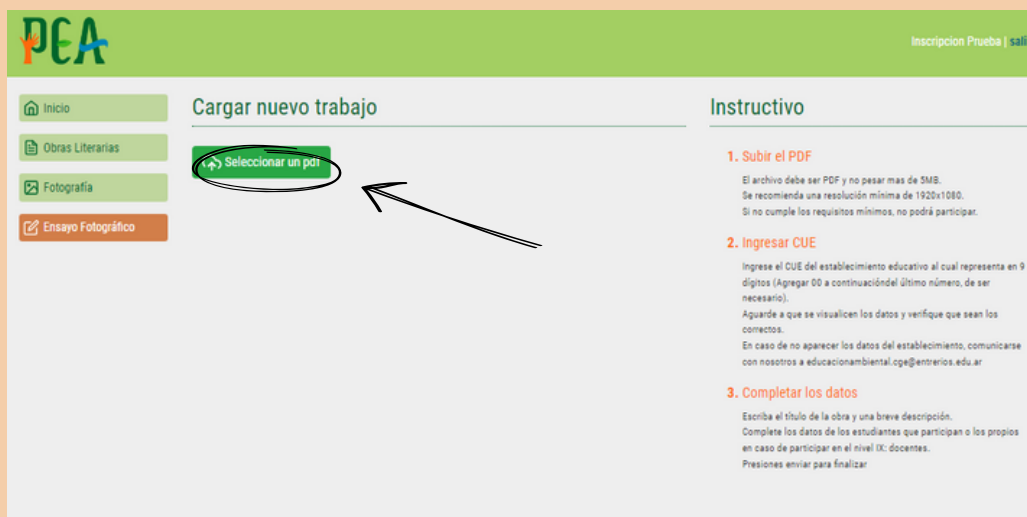 PEA
Inscripcion Prueba | sali
Inicio
Obras Literarias
Fotografía
Ensayo Fotográfico
Cargar nuevo trabajo
Seleccionar un pdf
Instructivo
1. Subir el PDF
El archivo debe ser PDF y no pesar mas de 5MB.
Se recomienda una resolución mínima de 1920x1080.
Si no cumple los requisitos mínimos, no podrá participar.
2. Ingresar CUE
Ingrese el CUE del establecimiento educativo al cual representa en 9
dígitos (Agregar 00 a continuacióndel último número, de ser
necesario).
Aguarde a que se visualicen los datos y verifique que sean los
correctos.
En caso de no aparecer los datos del establecimiento, comunicarse
con nosotros a educacionambiental.cge@entrerios.edu.ar
3. Completar los datos
Escriba el título de la obra y una breve descripción.
Complete los datos de los estudiantes que participan o los propios
en caso de participar en el nivel IX: docentes.
Presiones enviar para finalizar